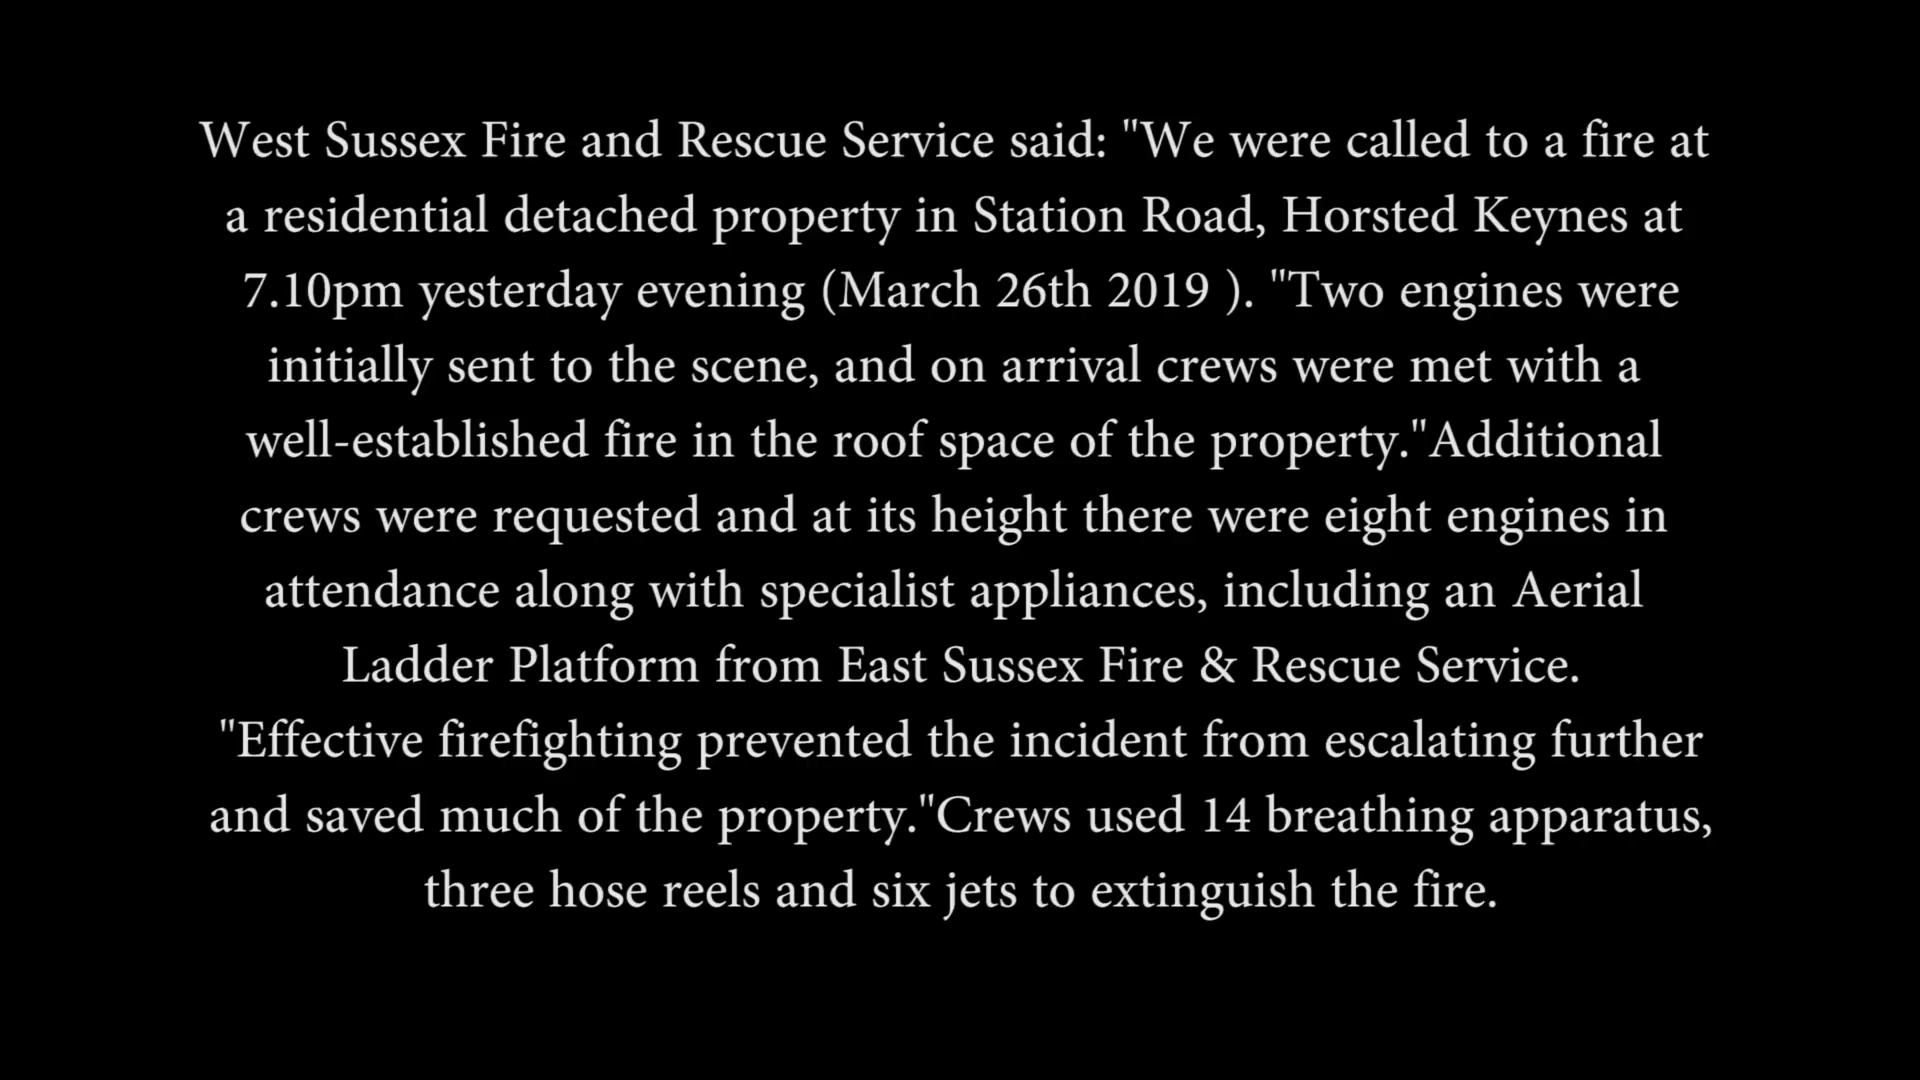 West Sussex Fire and Rescue Service said: "We were called to a fire at
a residential detached property in Station Road, Horsted Keynes at
7.10pm yesterday evening (March 26th 2019 ). "Two engines were
initially sent to the scene, and on arrival crews were met with a
well-established fire in the roof space of the property."Additional
crews were requested and at its height there were eight engines in
attendance along with specialist appliances, including an Aerial
Ladder Platform from East Sussex Fire & Rescue Service.
"Effective firefighting prevented the incident from escalating further
and saved much of the property."Crews used 14 breathing apparatus,
three hose reels and six jets to extinguish the fire.